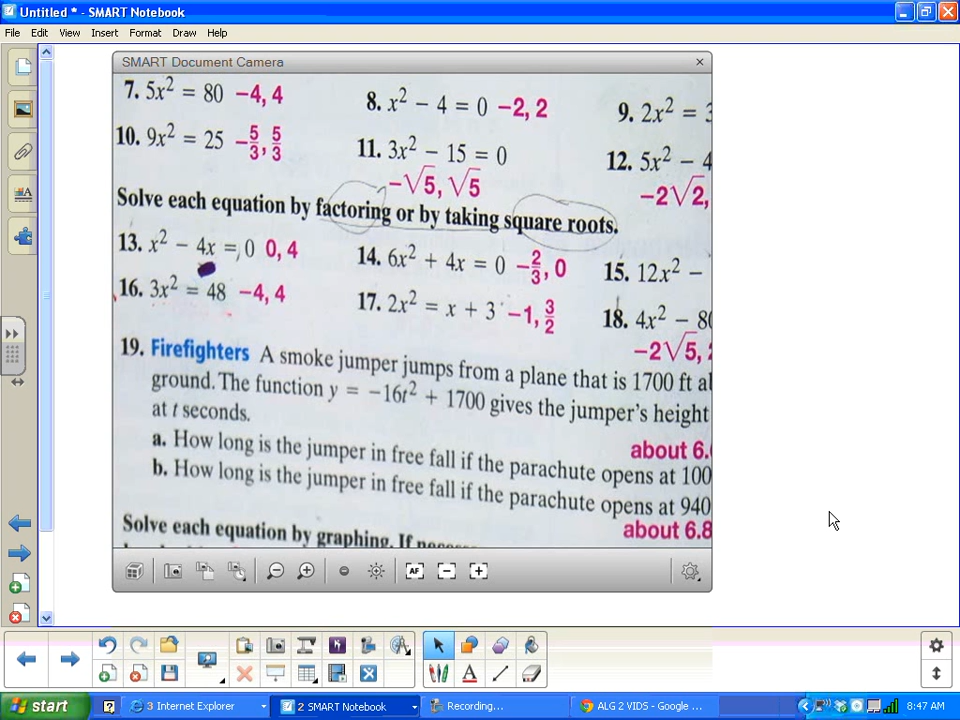 Untitled * - SMART Notebook
File Edit View Insert Format Draw Help
SMART Document Camera
7. 5x² = 80 −4, 4
8. x² − 4 = 0 −2, 2
9. 2x² =
10. 9x² = 25 −5/3, 5/3
11. 3x² − 15 = 0
−√5, √5
12. 5x² − 4
−2√2,
Solve each equation by factoring or by taking square roots.
13. x² − 4x = 0 0, 4
14. 6x² + 4x = 0 −2/3, 0
15. 12x² −
16. 3x² = 48 −4, 4
17. 2x² = x + 3 −1, 3/2
18. 4x² − 80
−2√5, 2
19. Firefighters A smoke jumper jumps from a plane that is 1700 ft
ground. The function y = −16t² + 1700 gives the jumper's height
at t seconds.
about 6.
a. How long is the jumper in free fall if the parachute opens at 100
b. How long is the jumper in free fall if the parachute opens at 940
about 6.8
Solve each equation by graphing. If
AF
start
3 Internet Explorer
2 SMART Notebook
Recording...
ALG 2 VIDS - Google ...
8:47 AM